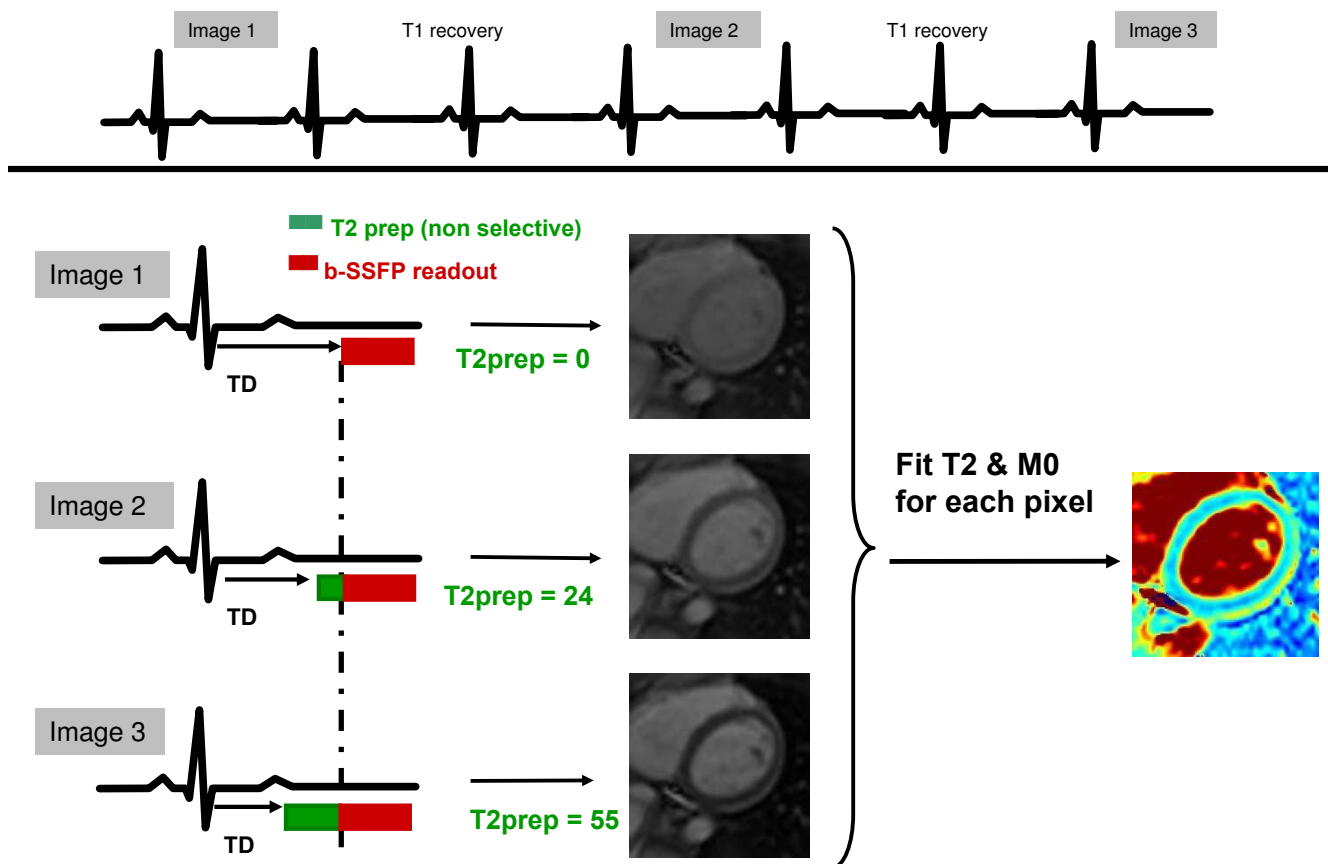 Image 1
T1 recovery
Image 2
T1 recovery
Image 3
T2 prep (non selective)
b-SSFP readout
Image 1
TD
T2prep = 0
Image 2
TD
T2prep = 24
Fit T2 & M0
for each pixel
Image 3
TD
T2prep = 55